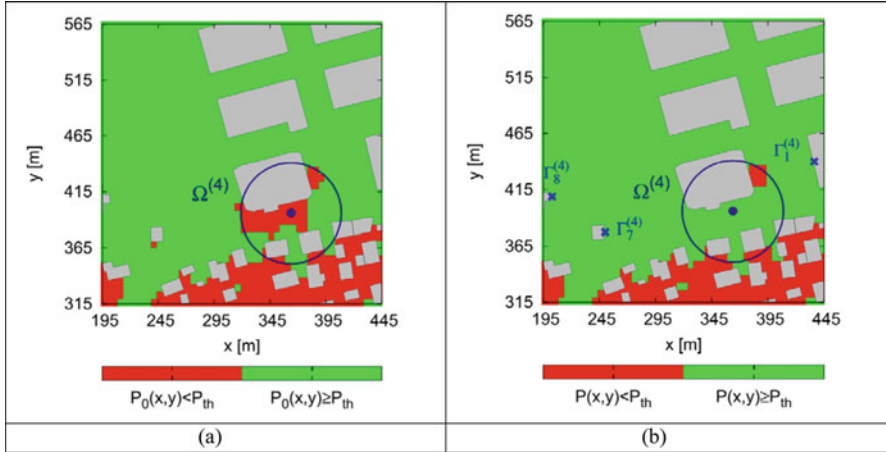 565
515
465
415
365
315
y [m]
Ω(4)
195 245 295 345 395 445
x [m]
P0(x,y)<Pth P0(x,y)≥Pth
(a)
565
515
465
415
365
315
y [m]
Γ8(4)
Γ7(4)
Ω(4)
Γ1(4)
195 245 295 345 395 445
x [m]
P(x,y)<Pth P(x,y)≥Pth
(b)